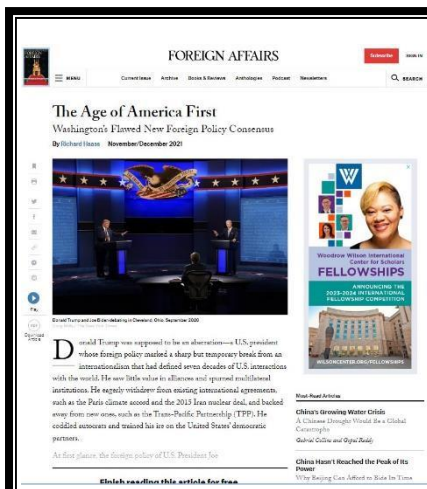 FOREIGN AFFAIRS
Subscribe
SIGN IN
MENU
Current Issue Archive Books & Reviews Anthologies Podcast Newsletters
SEARCH
The Age of America First
Washington's Flawed New Foreign Policy Consensus
By Richard Haass November/December 2021
Donald Trump and Joe Biden debating in Cleveland, Ohio, September 2020
Download Article
Donald Trump was supposed to be an aberration—a U.S. president
whose foreign policy marked a sharp but temporary break from an
internationalism that had defined seven decades of U.S. interactions
with the world. He saw little value in alliances and spurned multilateral
institutions. He eagerly withdrew from existing international agreements,
such as the Paris climate accord and the 2015 Iran nuclear deal, and backed
away from new ones, such as the Trans-Pacific Partnership (TPP). He
coddled autocrats and trained his ire on the United States' democratic
partners.
At first glance, the foreign policy of U.S. President Joe
Finish reading this article for free
W
Woodrow Wilson International
Center for Scholars
FELLOWSHIPS
ANNOUNCING THE
2023-2024 INTERNATIONAL
FELLOWSHIP COMPETITION
WILSONCENTER.ORG/FELLOWSHIPS
Most-Read Articles
China's Growing Water Crisis
A Chinese Drought Would Be a Global
Catastrophe
Gabriel Collins and Gopal Reddy
China Hasn't Reached the Peak of Its
Power
Why Beijing Can Afford to Bide Its Time